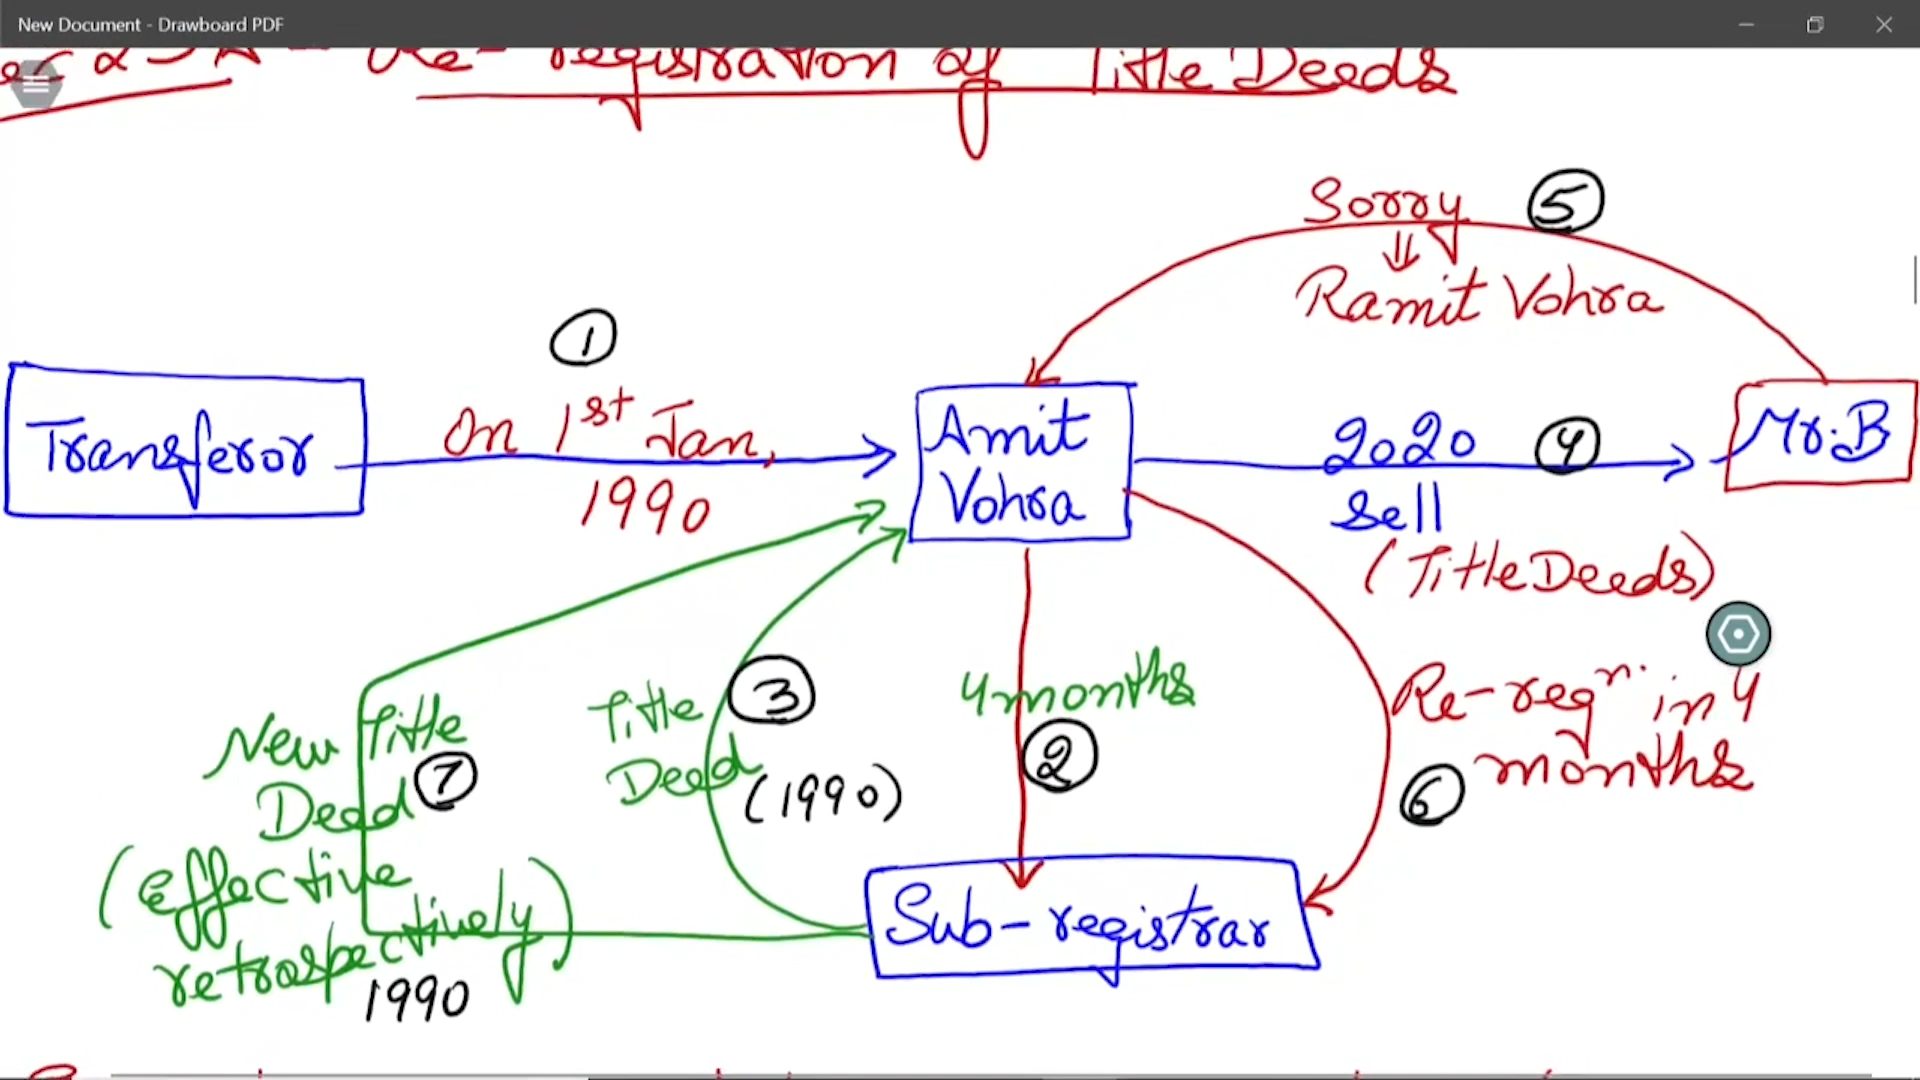 New Document - Drawboard PDF
Re-registration of Title Deeds
Sorry 5
⇓
Ramit Vohra
1
Transferor
On 1st Jan,
1990
Amit
Vohra
2020 4
Sell
(Title Deeds)
Mr. B
4 months
2
Title 3
Deed
(1990)
New Title
Deed 7
(effective
retrospectively)
1990
Re-regn. in 4
months
6
Sub-registrar